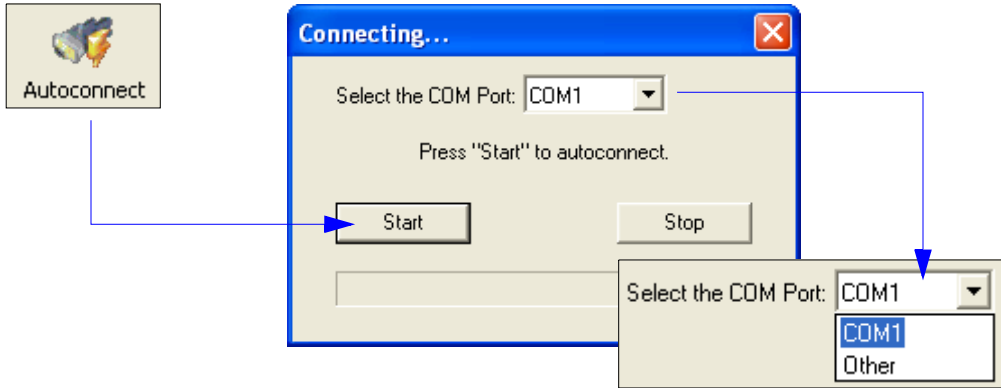 Autoconnect
Connecting...
Select the COM Port: COM1
Press "Start" to autoconnect.
Start Stop
Select the COM Port: COM1
COM1
Other